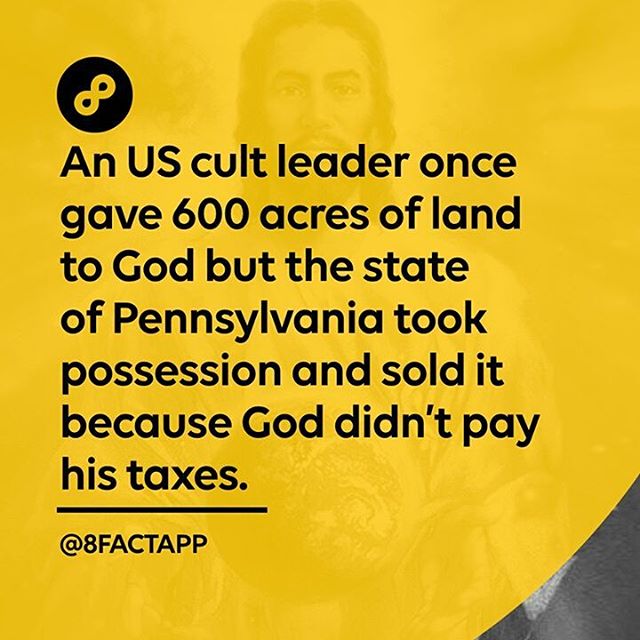 An US cult leader once
gave 600 acres of land
to God but the state
of Pennsylvania took
possession and sold it
because God didn't pay
his taxes.
@8FACTAPP